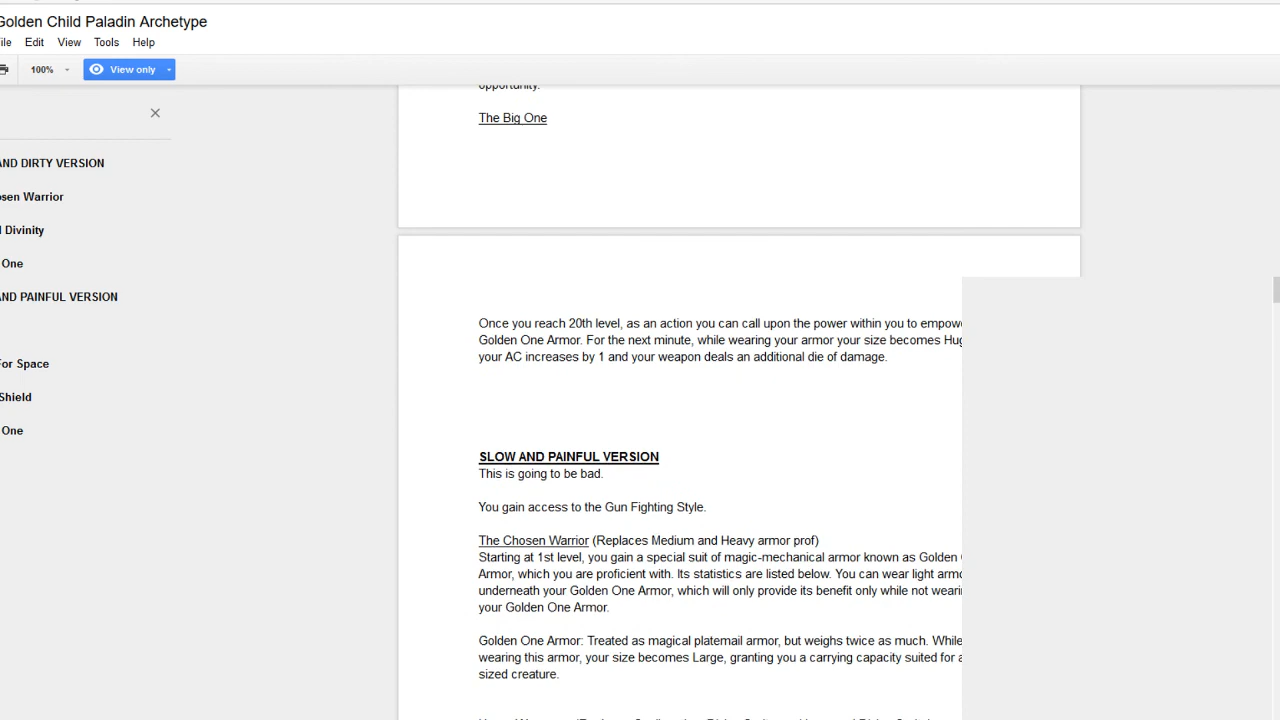 Golden Child Paladin Archetype
Edit View Tools Help
100% View only
opportunity.
The Big One
AND DIRTY VERSION
Warrior
Divinity
One
AND PAINFUL VERSION
For Space
Shield
One
Once you reach 20th level, as an action you can call upon the power within you to
Golden One Armor. For the next minute, while wearing your armor your size becomes
your AC increases by 1 and your weapon deals an additional die of damage.
SLOW AND PAINFUL VERSION
This is going to be bad.
You gain access to the Gun Fighting Style.
The Chosen Warrior (Replaces Medium and Heavy armor prof)
Starting at 1st level, you gain a special suit of magic-mechanical armor known as Golden
Armor, which you are proficient with. Its statistics are listed below. You can wear light
underneath your Golden One Armor, which will only provide its benefit only while not
your Golden One Armor.
Golden One Armor: Treated as magical platemail armor, but weighs twice as much. While
wearing this armor, your size becomes Large, granting you a carrying capacity suited for a
sized creature.